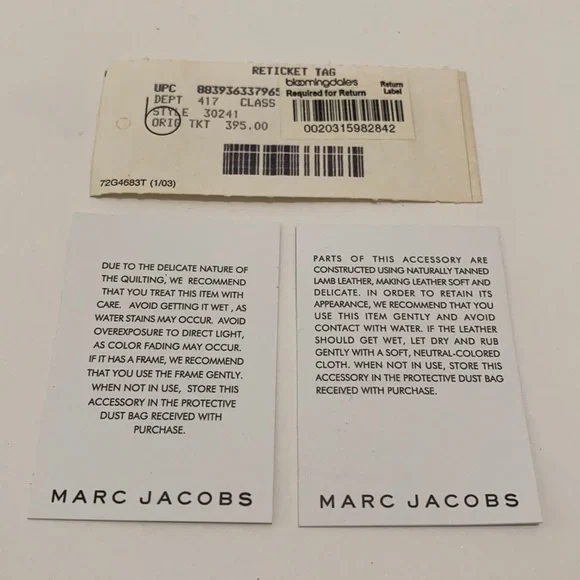 RETICKET TAG
UPC 88393633796
DEPT 417 CLASS
STYLE 30241
ORIG TKT 395.00
bloomingdale's Return
Required for Return Label
0020315982842
72G4683T (1/03)
DUE TO THE DELICATE NATURE OF
THE QUILTING, WE RECOMMEND
THAT YOU TREAT THIS ITEM WITH
CARE. AVOID GETTING IT WET , AS
WATER STAINS MAY OCCUR. AVOID
OVEREXPOSURE TO DIRECT LIGHT,
AS COLOR FADING MAY OCCUR.
IF IT HAS A FRAME, WE RECOMMEND
THAT YOU USE THE FRAME GENTLY.
WHEN NOT IN USE, STORE THIS
ACCESSORY IN THE PROTECTIVE
DUST BAG RECEIVED WITH
PURCHASE.
MARC JACOBS
PARTS OF THIS ACCESSORY ARE
CONSTRUCTED USING NATURALLY TANNED
LAMB LEATHER, MAKING LEATHER SOFT AND
DELICATE. IN ORDER TO RETAIN ITS
APPEARANCE, WE RECOMMEND THAT YOU
USE THIS ITEM GENTLY AND AVOID
CONTACT WITH WATER. IF THE LEATHER
SHOULD GET WET, LET DRY AND RUB
GENTLY WITH A SOFT, NEUTRAL-COLORED
CLOTH. WHEN NOT IN USE, STORE THIS
ACCESSORY IN THE PROTECTIVE DUST BAG
RECEIVED WITH PURCHASE.
MARC JACOBS